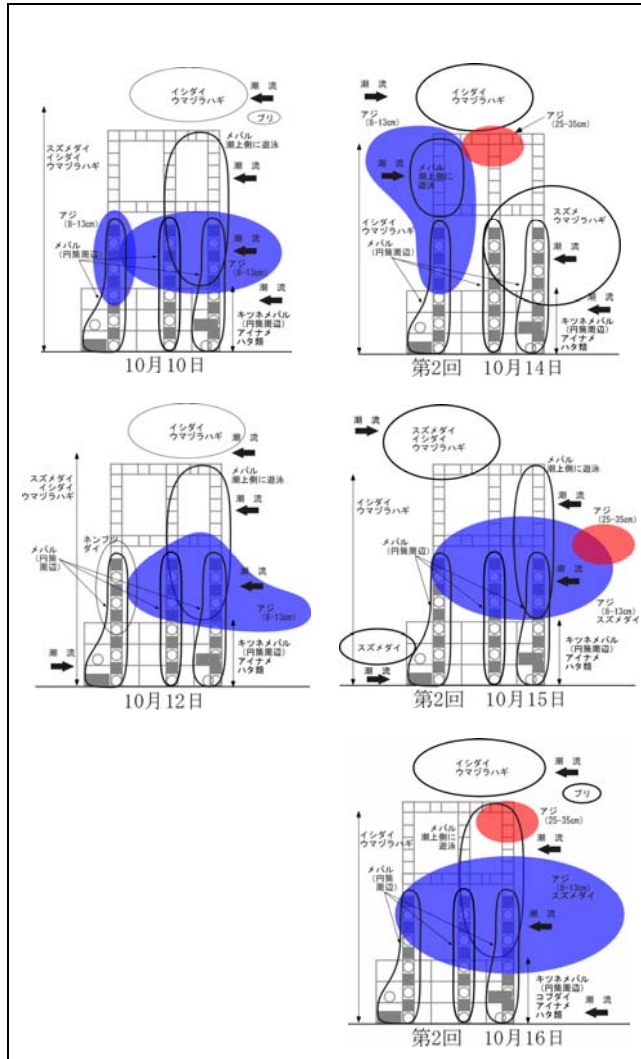 イシダイ
ウマヅラハギ
潮 流
ブリ
メバル
潮上側に遊泳
スズメダイ
イシダイ
ウマヅラハギ
潮 流
アジ
(8-13cm)
メバル
(円筒周辺)
潮 流
アジ
(8-13cm)
潮 流
キツネメバル
(円筒周辺)
アイナメ
ハタ類
10月10日
潮 流
イシダイ
ウマヅラハギ
アジ
(8-13cm)
アジ
(25-35cm)
潮 流
メバル
潮上側に
遊泳
スズメ
ウマヅラハギ
イシダイ
ウマヅラハギ
メバル
(円筒周辺)
潮 流
潮 流
キツネメバル
(円筒周辺)
アイナメ
ハタ類
第2回 10月14日
イシダイ
ウマヅラハギ
潮 流
メバル
潮上側に遊泳
スズメダイ
イシダイ
ウマヅラハギ
潮 流
ネンブツ
ダイ
メバル
(円筒
周辺)
潮 流
アジ
(8-13cm)
キツネメバル
(円筒周辺)
アイナメ
ハタ類
潮 流
10月12日
潮 流
スズメダイ
イシダイ
ウマヅラハギ
メバル
潮上側に遊泳
イシダイ
ウマヅラハギ
潮 流
アジ
(25-35cm)
メバル
(円筒周辺)
潮 流
アジ
(8-13cm)
スズメダイ
スズメダイ
キツネメバル
(円筒周辺)
アイナメ
ハタ類
潮 流
第2回 10月15日
イシダイ
ウマヅラハギ
潮 流
ブリ
アジ
(25-35cm)
イシダイ
ウマヅラハギ
メバル
潮上側に
遊泳
潮 流
メバル
(円筒
周辺)
アジ
(8-13cm)
スズメダイ
潮 流
キツネメバル
(円筒周辺)
コブダイ
アイナメ
ハタ類
潮 流
第2回 10月16日